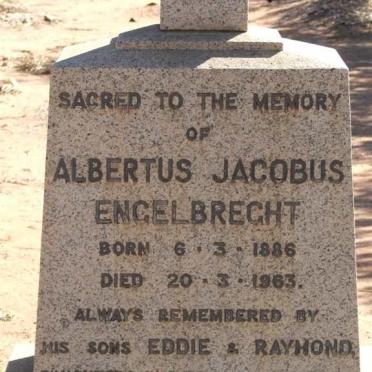 SACRED TO THE MEMORY
OF
ALBERTUS JACOBUS
ENGELBRECHT
BORN 6·3·1886
DIED 20·3·1963.
ALWAYS REMEMBERED BY
HIS SONS EDDIE & RAYMOND,